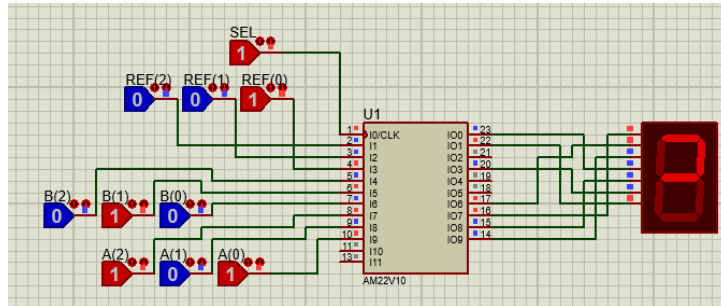 SEL
1
REF(2) REF(1) REF(0)
0 0 1
U1
1 I0/CLK IO0 23
2 I1 IO1 22
3 I2 IO2 21
4 I3 IO3 20
5 I4 IO4 19
6 I5 IO5 18
7 I6 IO6 17
8 I7 IO7 16
9 I8 IO8 15
10 I9 IO9 14
11 I10
13 I11
AM22V10
B(2) B(1) B(0)
0 1 0
A(2) A(1) A(0)
1 0 1